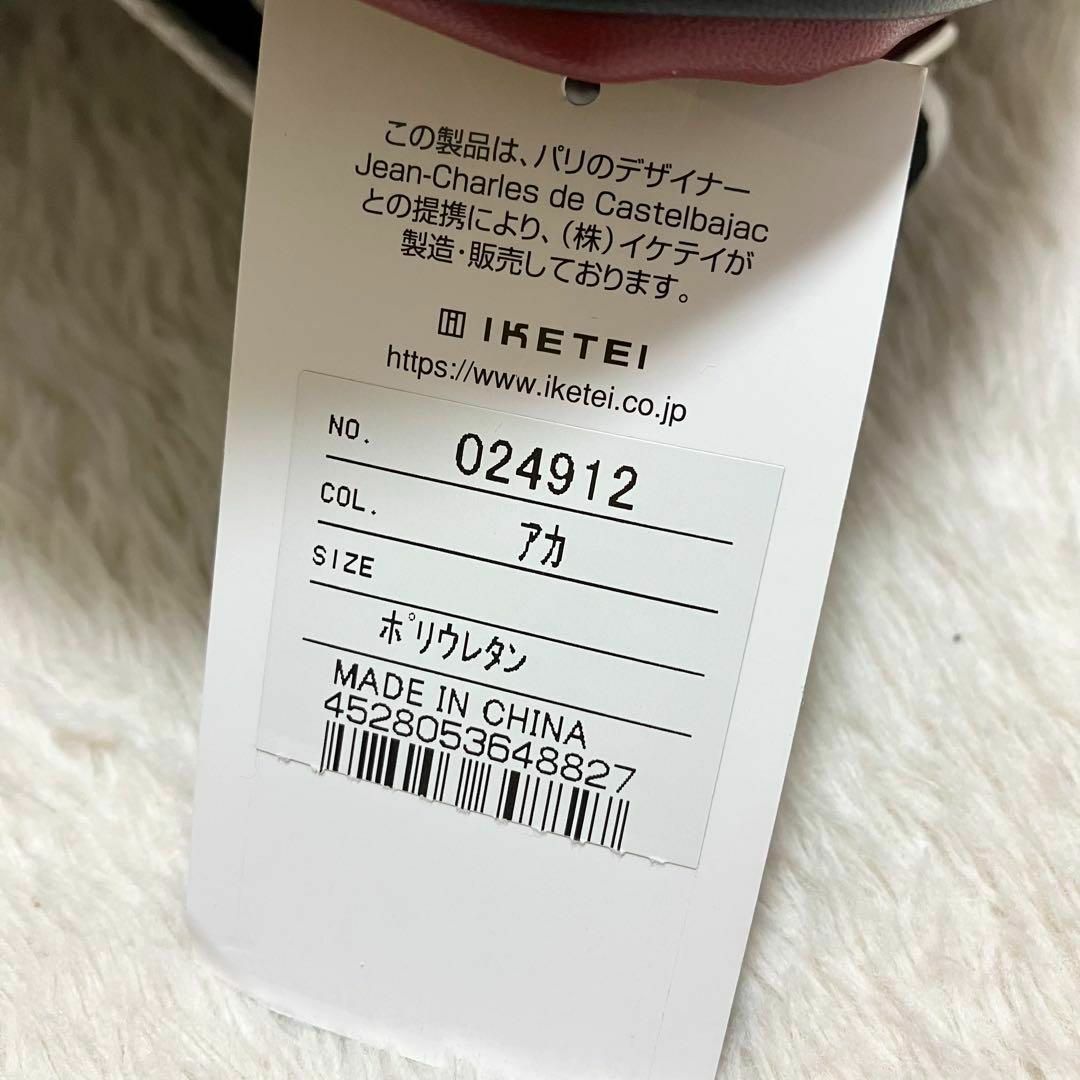 この製品は、パリのデザイナー
Jean-Charles de Castelbajac
との提携により、(株)イケテイが
製造・販売しております。
IKETEI
https://www.iketei.co.jp
NO. 024912
COL. アカ
SIZE
ポリウレタン
MADE IN CHINA
4528053648827